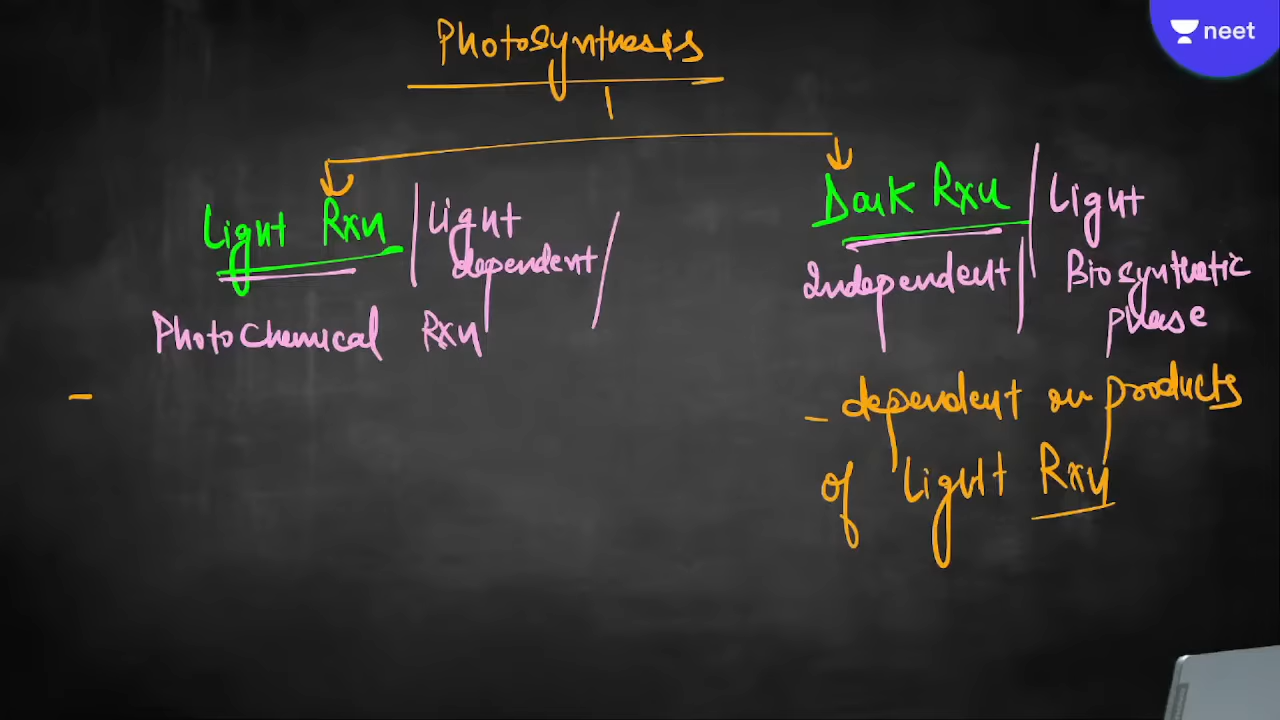 Photosynthesis
neet
Light Rxn | Light dependent /
Photochemical Rxn
-
Dark Rxn | Light
Independent | Biosynthetic
phase
- dependent on products
of Light Rxn